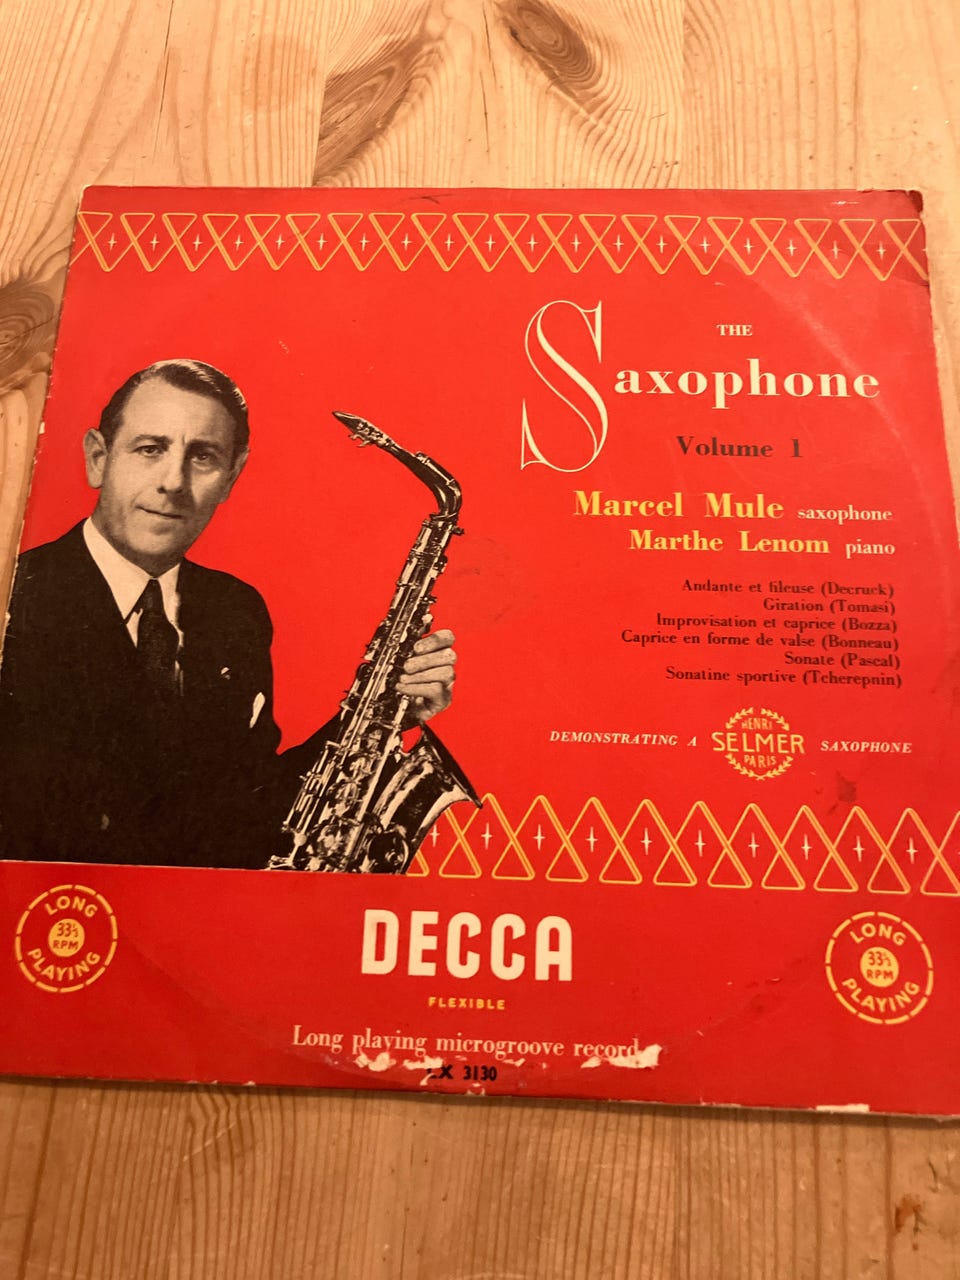 THE
Saxophone
Volume 1
Marcel Mule saxophone
Marthe Lenom piano
Andante et fileuse (Decruck)
Giration (Tomasi)
Improvisation et caprice (Bozza)
Caprice en forme de valse (Bonneau)
Sonate (Pascal)
Sonatine sportive (Tcherepnin)
DEMONSTRATING A HENRI SELMER PARIS SAXOPHONE
LONG PLAYING 33⅓ RPM
DECCA
FLEXIBLE
LONG PLAYING 33⅓ RPM
Long playing microgroove record
3130